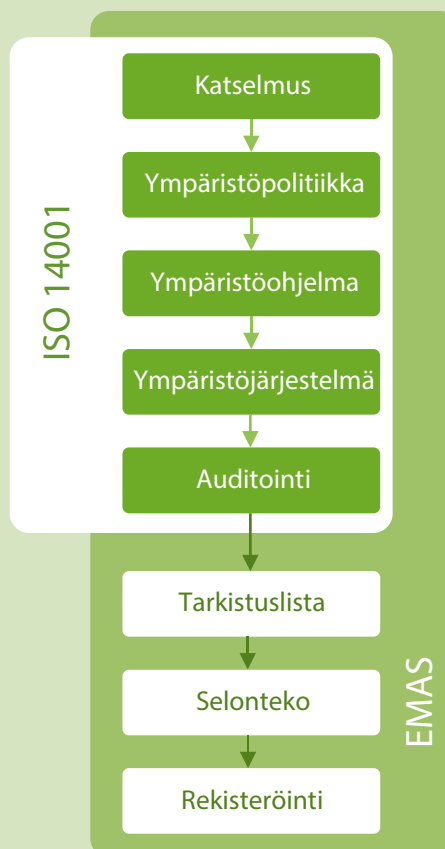 ISO 14001
Katselmus
Ympäristöpolitiikka
Ympäristöohjelma
Ympäristöjärjestelmä
Auditointi
Tarkistuslista
Selonteko
Rekisteröinti
EMAS